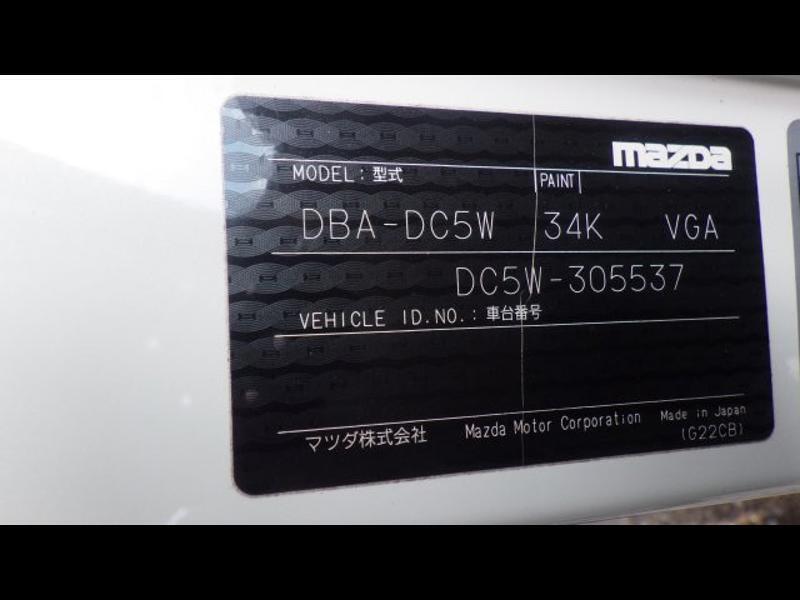 mazda
MODEL : 型式 PAINT
DBA-DC5W 34K VGA
DC5W-305537
VEHICLE ID.NO. : 車台番号
マツダ株式会社 Mazda Motor Corporation Made in Japan
(G22CB)